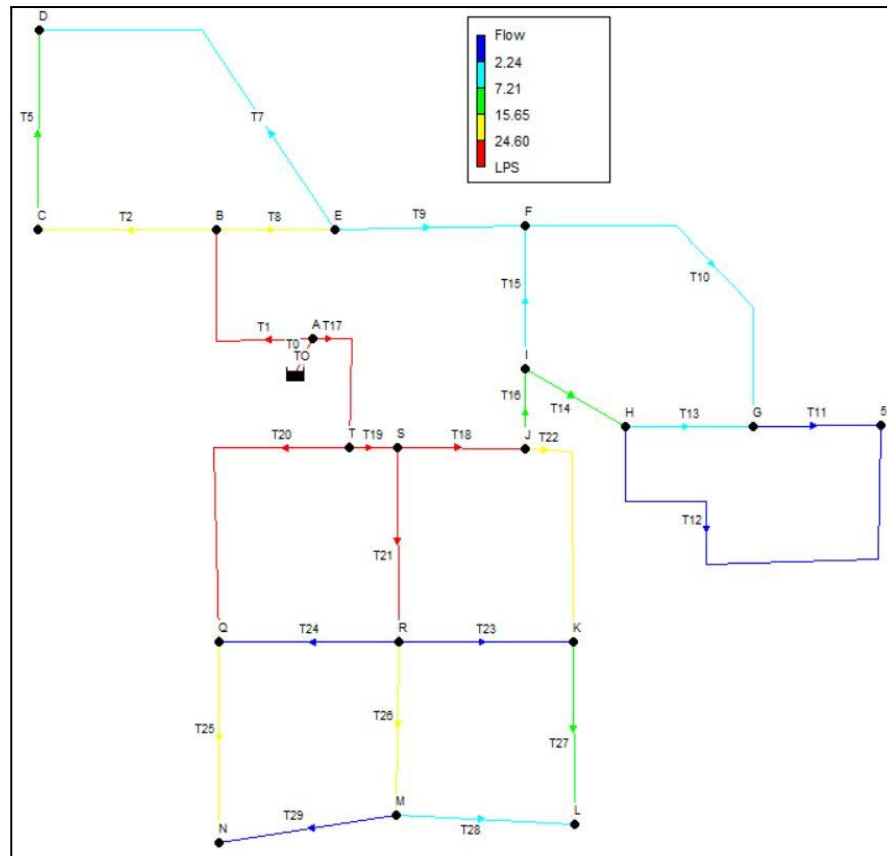 D
Flow
2.24
7.21
15.65
24.60
LPS
T5
T7
C
T2
B
T8
E
T9
F
T10
T15
T1
A
T17
T0
TO
I
T16
T14
H
T13
G
T11
5
T20
T
T19
S
T18
J
T22
T12
T21
Q
T24
R
T23
K
T25
T26
T27
N
T29
M
T28
L